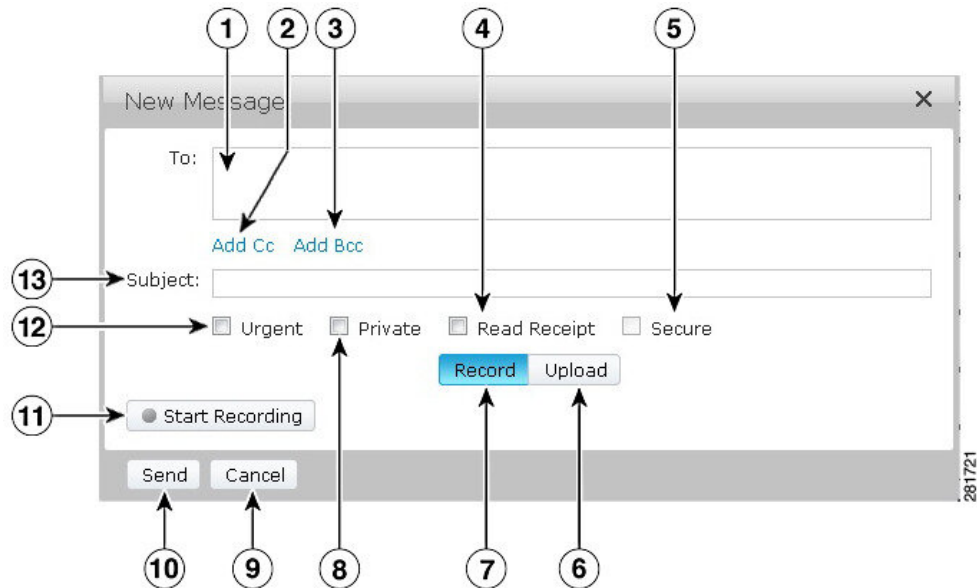 1 2 3 4 5
New Message ×
To:
Add Cc Add Bcc
13 Subject:
12 Urgent Private Read Receipt Secure
Record Upload
11 Start Recording
Send Cancel
10 9 8 7 6
281721